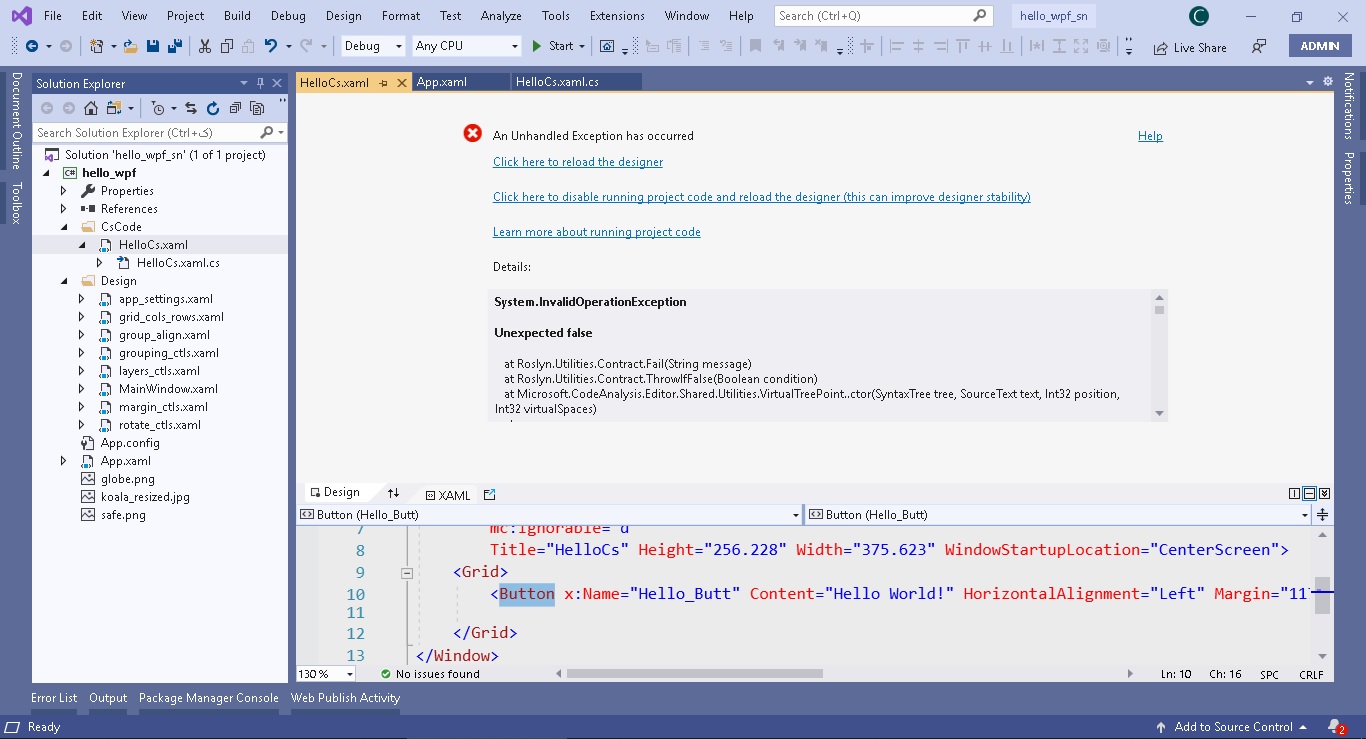 File Edit View Project Build Debug Design Format Test Analyze Tools Extensions Window Help Search (Ctrl+Q) hello_wpf_sn C
Debug Any CPU Start Live Share ADMIN
Document Outline
Toolbox
Solution Explorer
Search Solution Explorer (Ctrl+ک)
Solution 'hello_wpf_sn' (1 of 1 project)
C# hello_wpf
Properties
References
CsCode
HelloCs.xaml
HelloCs.xaml.cs
Design
app_settings.xaml
grid_cols_rows.xaml
group_align.xaml
grouping_ctls.xaml
layers_ctls.xaml
MainWindow.xaml
margin_ctls.xaml
rotate_ctls.xaml
App.config
App.xaml
globe.png
koala_resized.jpg
safe.png
HelloCs.xaml App.xaml HelloCs.xaml.cs
An Unhandled Exception has occurred Help
Click here to reload the designer
Click here to disable running project code and reload the designer (this can improve designer stability)
Learn more about running project code
Details:
System.InvalidOperationException
Unexpected false
at Roslyn.Utilities.Contract.Fail(String message)
at Roslyn.Utilities.Contract.ThrowIfFalse(Boolean condition)
at Microsoft.CodeAnalysis.Editor.Shared.Utilities.VirtualTreePoint..ctor(SyntaxTree tree, SourceText text, Int32 position,
Int32 virtualSpaces)
Design XAML
Button (Hello_Butt) Button (Hello_Butt)
7 mc:Ignorable="d"
8 Title="HelloCs" Height="256.228" Width="375.623" WindowStartupLocation="CenterScreen">
9 <Grid>
10 <Button x:Name="Hello_Butt" Content="Hello World!" HorizontalAlignment="Left" Margin="117
11
12 </Grid>
13 </Window>
130 % No issues found Ln: 10 Ch: 16 SPC CRLF
Notifications
Properties
Error List Output Package Manager Console Web Publish Activity
Ready Add to Source Control 2